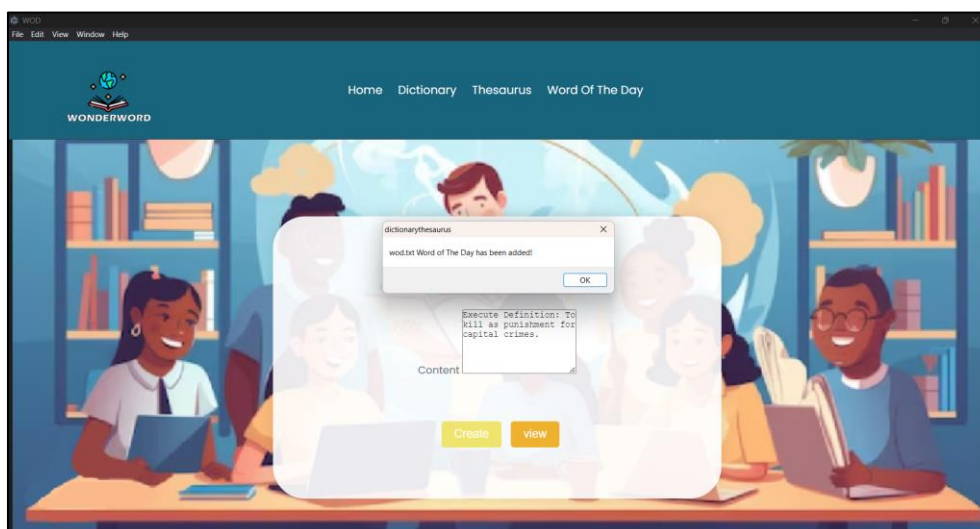 WOD
File Edit View Window Help
Home Dictionary Thesaurus Word Of The Day
WONDERWORD
dictionarythesaurus
wod.txt Word of The Day has been added!
OK
Execute Definition: To
kill as punishment for
capital crimes.
Content
Create view